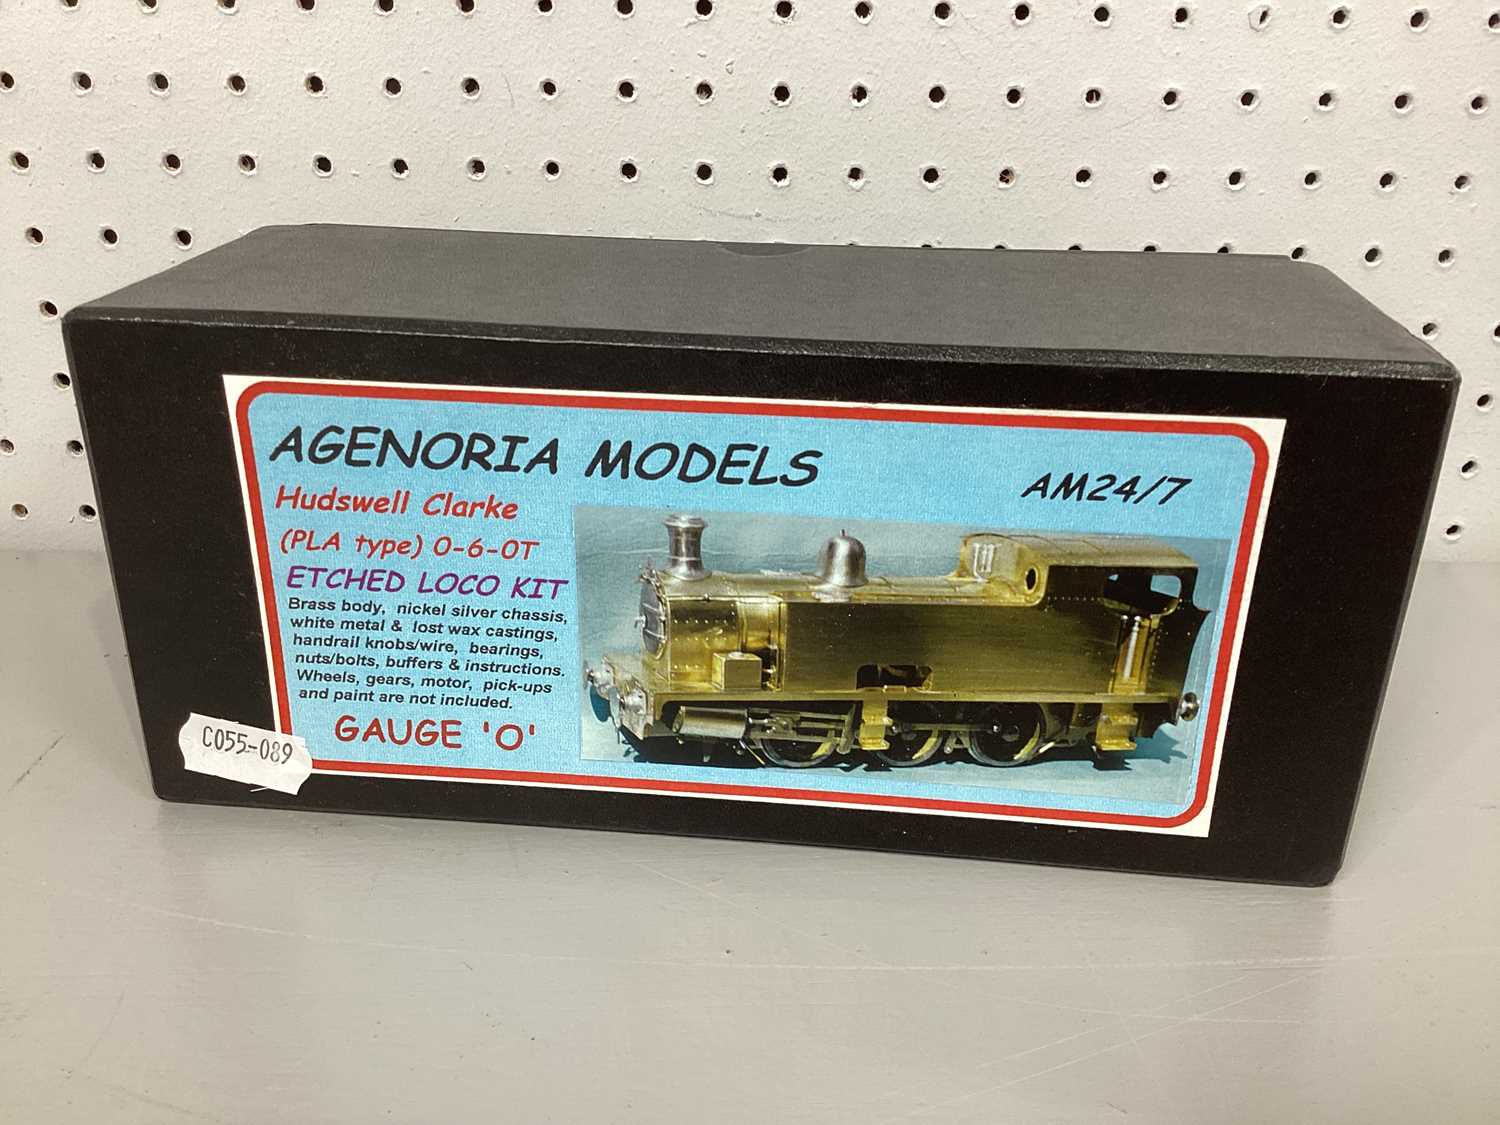 AGENORIA MODELS
AM24/7
Hudswell Clarke
(PLA type) 0-6-0T
ETCHED LOCO KIT
Brass body, nickel silver chassis,
white metal & lost wax castings,
handrail knobs/wire, bearings,
nuts/bolts, buffers & instructions.
Wheels, gears, motor, pick-ups
and paint are not included.
GAUGE 'O'
C055-089